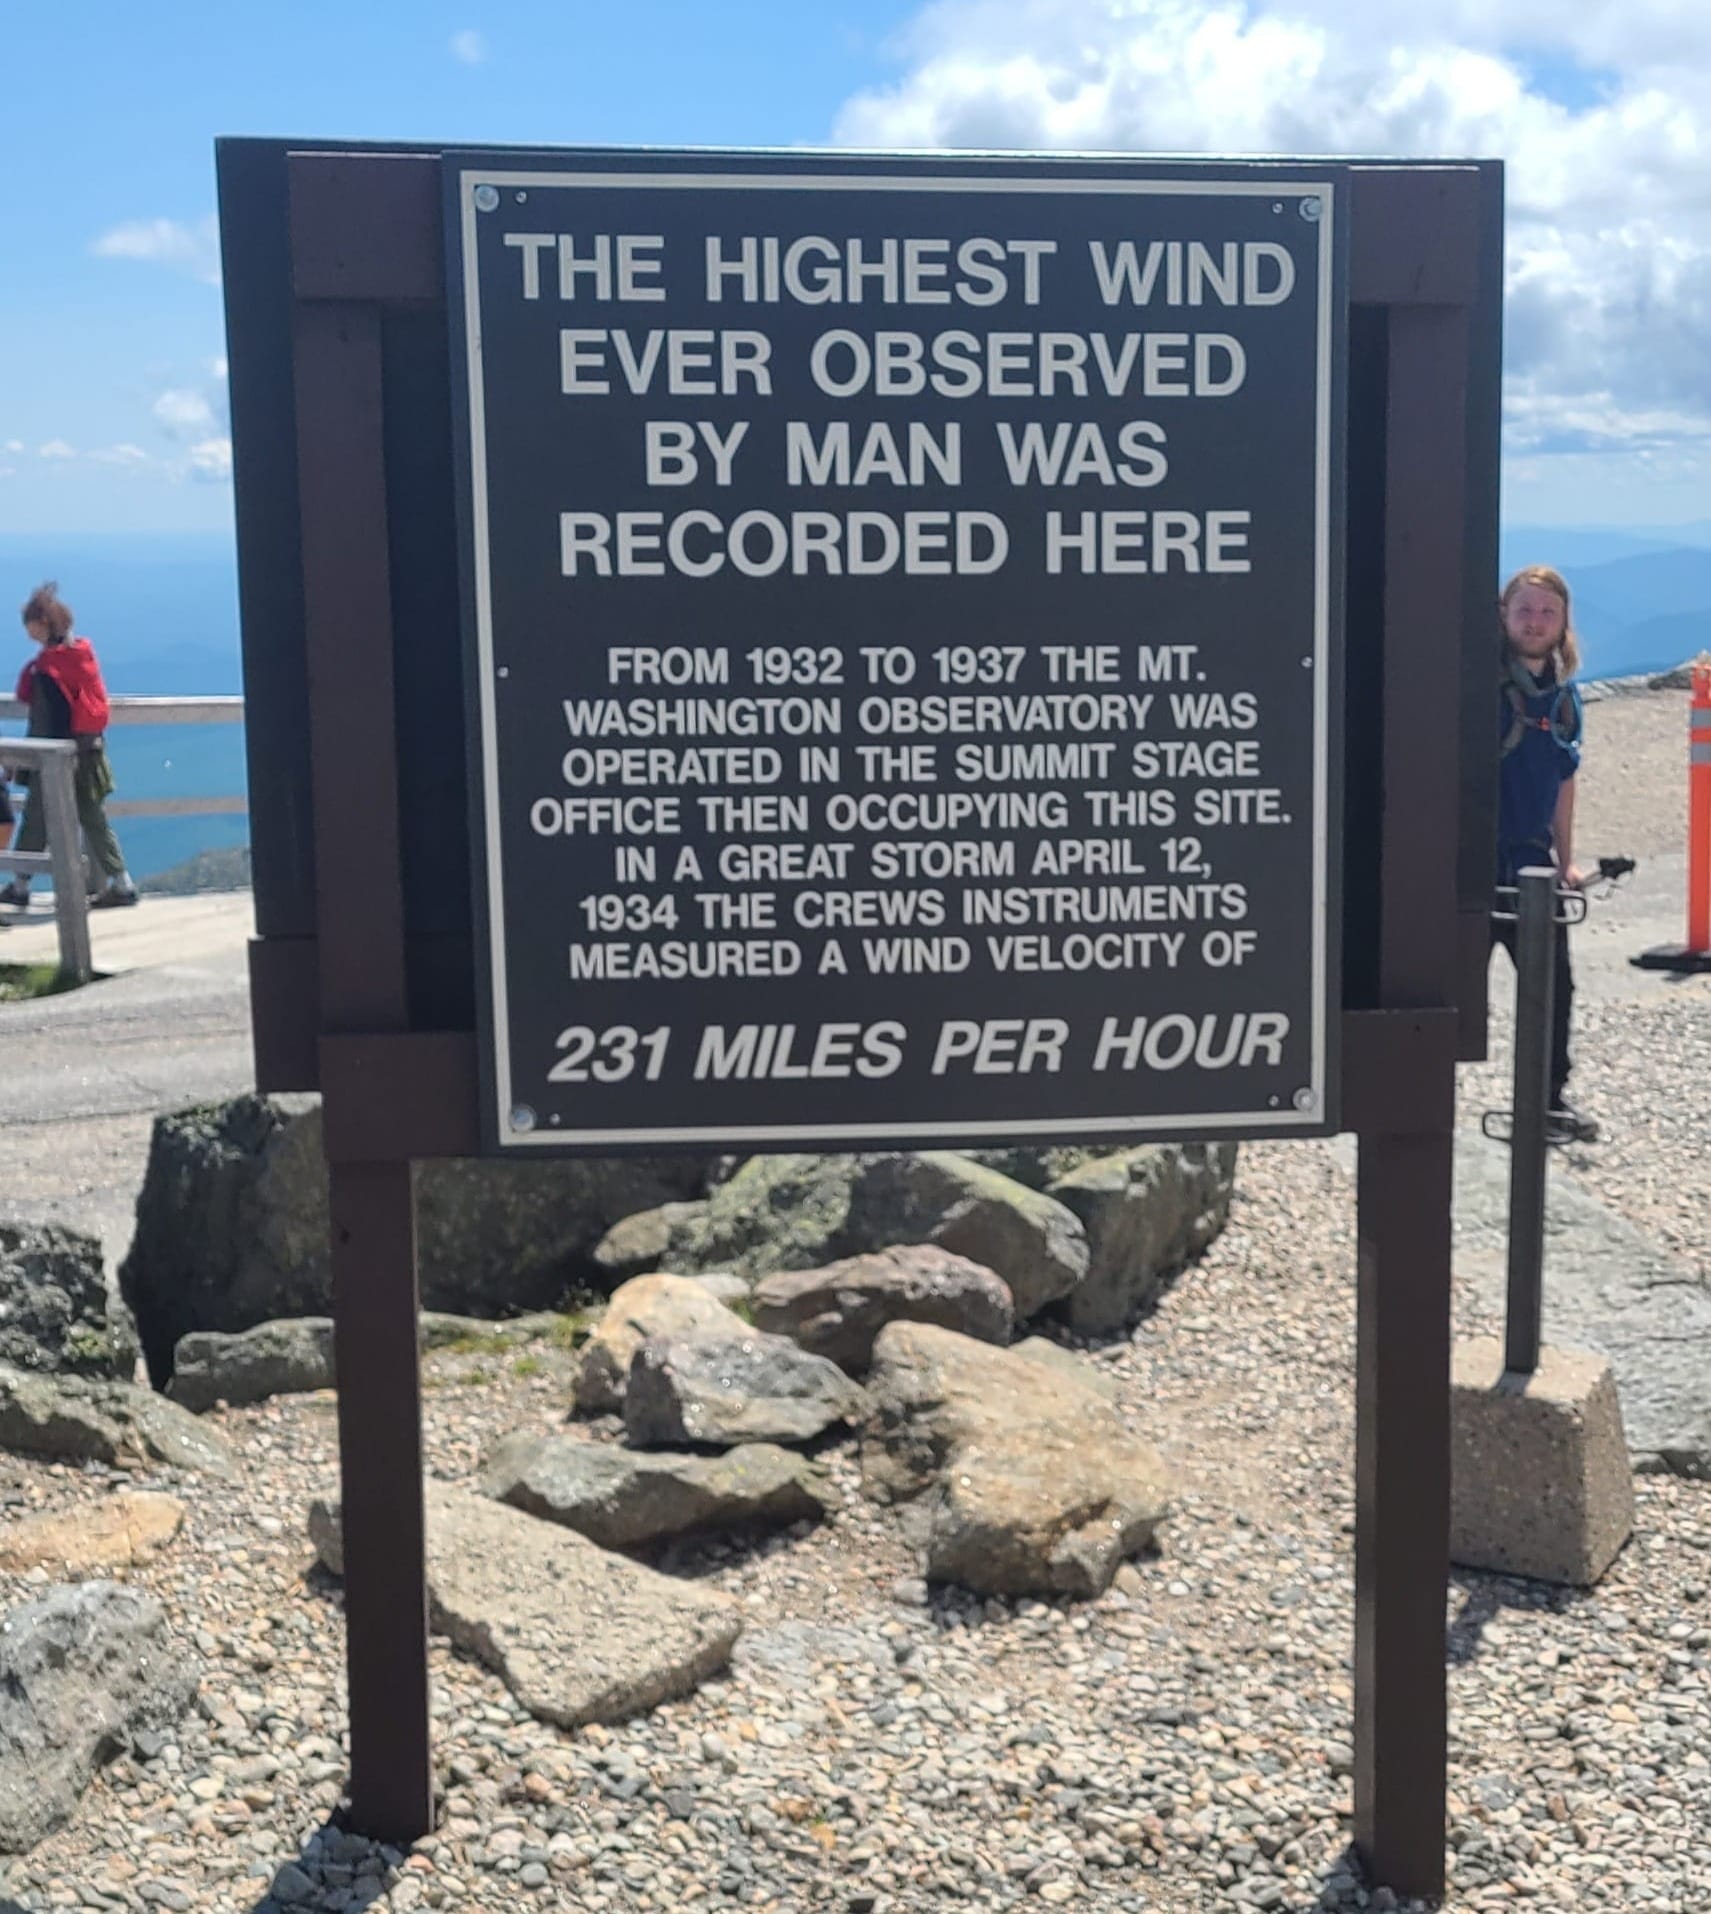 THE HIGHEST WIND
EVER OBSERVED
BY MAN WAS
RECORDED HERE
FROM 1932 TO 1937 THE MT.
WASHINGTON OBSERVATORY WAS
OPERATED IN THE SUMMIT STAGE
OFFICE THEN OCCUPYING THIS SITE.
IN A GREAT STORM APRIL 12,
1934 THE CREWS INSTRUMENTS
MEASURED A WIND VELOCITY OF
231 MILES PER HOUR